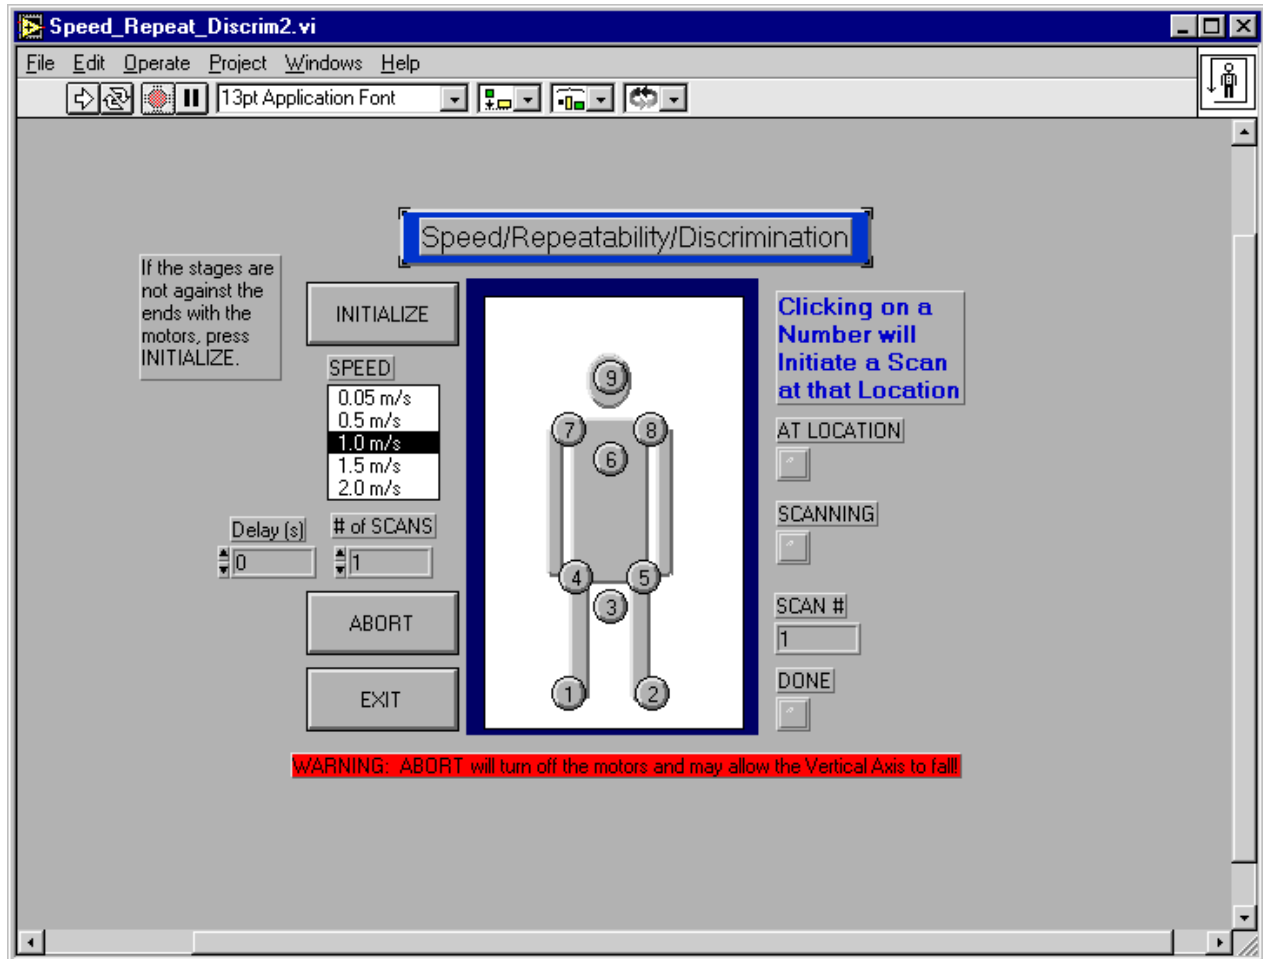 Speed_Repeat_Discrim2.vi
File Edit Operate Project Windows Help
13pt Application Font
Speed/Repeatability/Discrimination
If the stages are
not against the
ends with the
motors, press
INITIALIZE.
INITIALIZE
SPEED
0.05 m/s
0.5 m/s
1.0 m/s
1.5 m/s
2.0 m/s
Delay (s)
0
# of SCANS
1
ABORT
EXIT
9
7 8
6
4 5
3
1 2
Clicking on a
Number will
Initiate a Scan
at that Location
AT LOCATION
SCANNING
SCAN #
1
DONE
WARNING: ABORT will turn off the motors and may allow the Vertical Axis to fall!